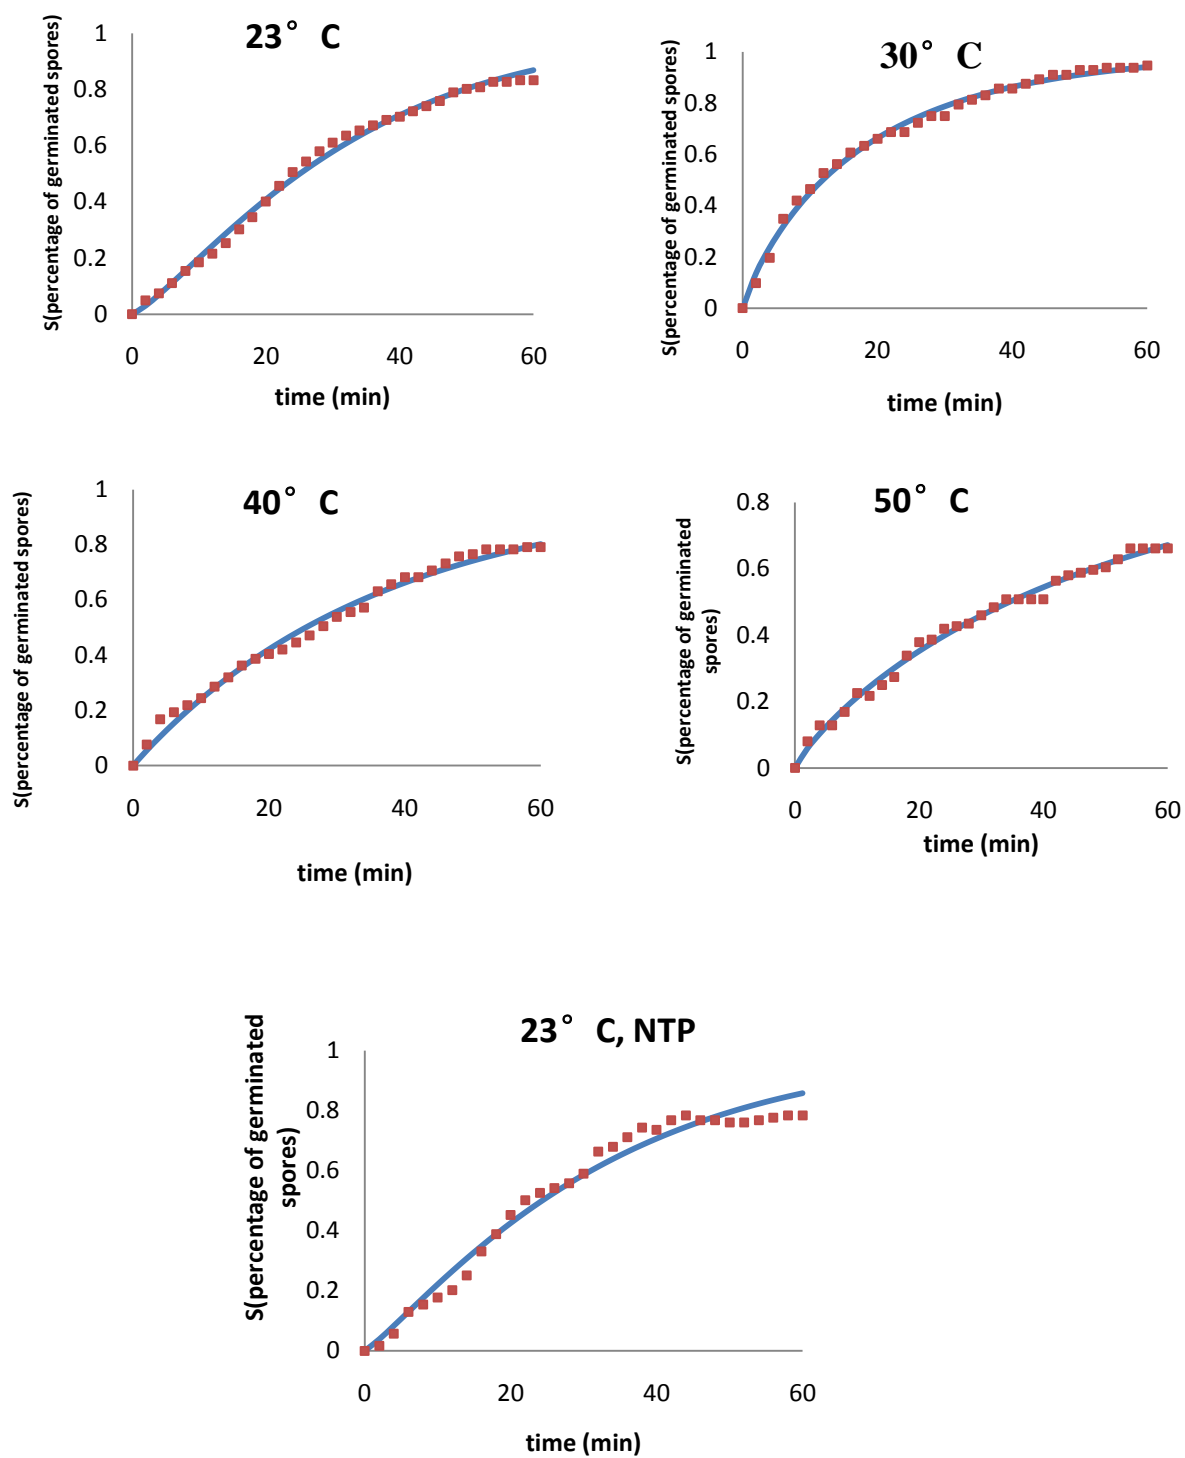 23° C
S(percentage of germinated spores)
1
0.8
0.6
0.4
0.2
0
0 20 40 60
time (min)
30° C
S(percentage of germinated spores)
1
0.8
0.6
0.4
0.2
0
0 20 40 60
time (min)
40° C
S(percentage of germinated spores)
1
0.8
0.6
0.4
0.2
0
0 20 40 60
time (min)
50° C
S(percentage of germinated
spores)
0.8
0.6
0.4
0.2
0
0 20 40 60
time (min)
23° C, NTP
S(percentage of germinated
spores)
1
0.8
0.6
0.4
0.2
0
0 20 40 60
time (min)